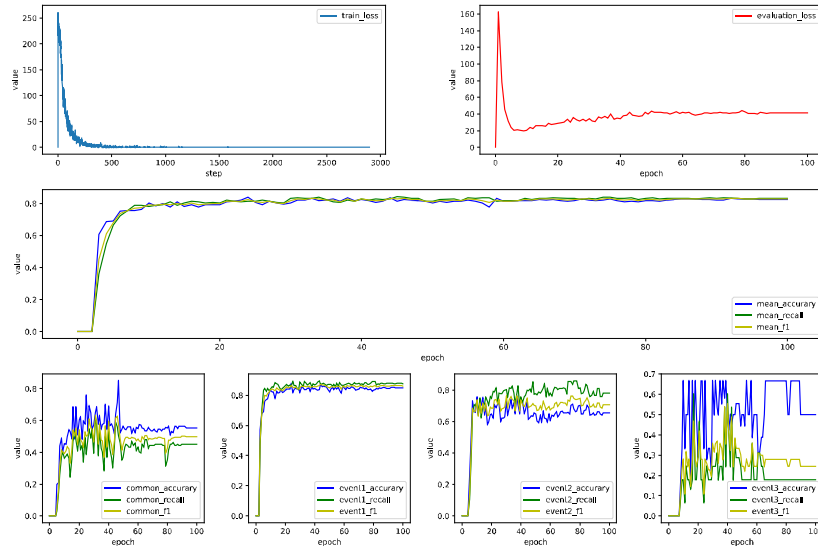 250
200
150
100
50
0
value
0
500
1000
1500
2000
2500
3000
step
train_loss
160
140
120
100
80
60
40
20
0
value
0
20
40
60
80
100
epoch
evaluation_loss
0.8
0.6
0.4
0.2
0.0
value
0
20
40
60
80
100
epoch
mean_accurary
mean_recall
mean_f1
0.8
0.6
0.4
0.2
0.0
value
0
20
40
60
80
100
epoch
common_accurary
common_recall
common_f1
0.8
0.6
0.4
0.2
0.0
value
0
20
40
60
80
100
epoch
event1_accurary
event1_recall
event1_f1
0.8
0.6
0.4
0.2
0.0
value
0
20
40
60
80
100
epoch
event2_accurary
event2_recall
event2_f1
0.7
0.6
0.5
0.4
0.3
0.2
0.1
0.0
value
0
20
40
60
80
100
epoch
event3_accurary
event3_recall
event3_f1